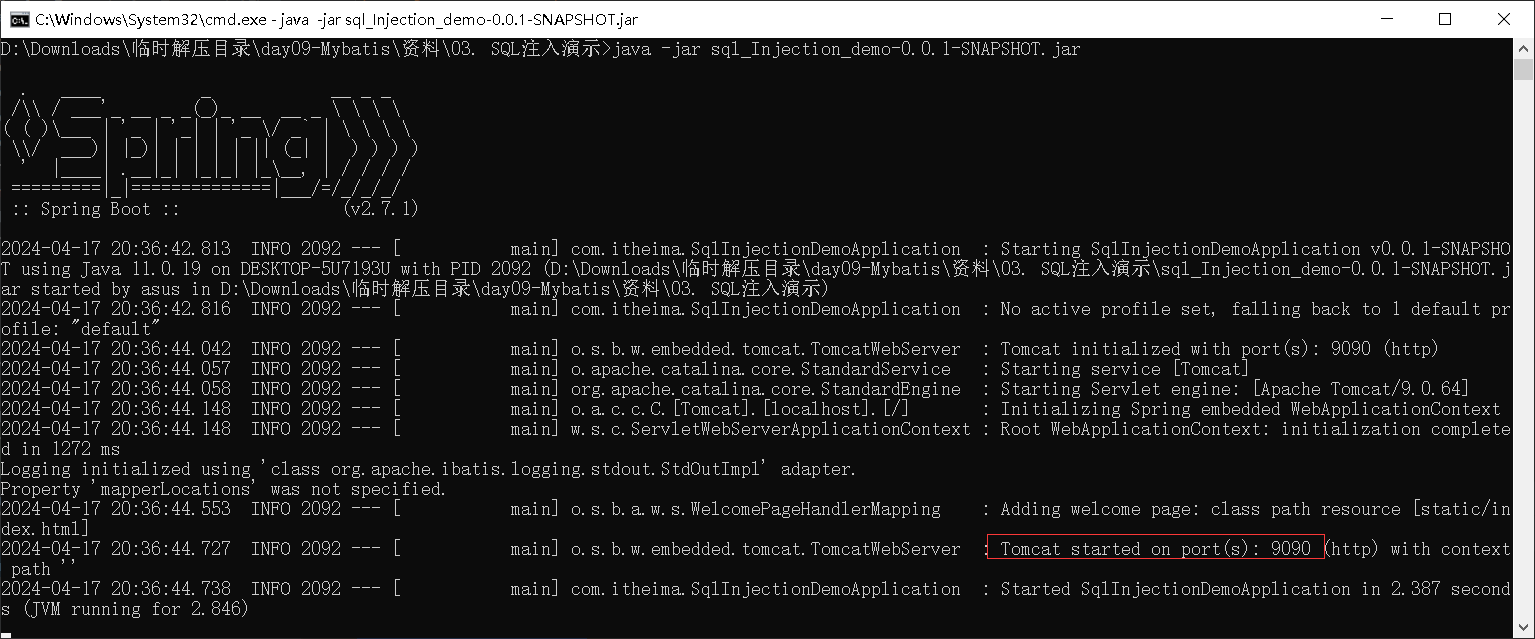 C:\Windows\System32\cmd.exe - java  -jar sql_Injection_demo-0.0.1-SNAPSHOT.jar
D:\Downloads\临时解压目录\day09-Mybatis\资料\03. SQL注入演示>java -jar sql_Injection_demo-0.0.1-SNAPSHOT.jar
:: Spring Boot ::                (v2.7.1)
2024-04-17 20:36:42.813  INFO 2092 --- [           main] com.itheima.SqlInjectionDemoApplication  : Starting SqlInjectionDemoApplication v0.0.1-SNAPSHO
T using Java 11.0.19 on DESKTOP-5U7193U with PID 2092 (D:\Downloads\临时解压目录\day09-Mybatis\资料\03. SQL注入演示\sql_Injection_demo-0.0.1-SNAPSHOT.j
ar started by asus in D:\Downloads\临时解压目录\day09-Mybatis\资料\03. SQL注入演示)
2024-04-17 20:36:42.816  INFO 2092 --- [           main] com.itheima.SqlInjectionDemoApplication  : No active profile set, falling back to 1 default pr
ofile: "default"
2024-04-17 20:36:44.042  INFO 2092 --- [           main] o.s.b.w.embedded.tomcat.TomcatWebServer  : Tomcat initialized with port(s): 9090 (http)
2024-04-17 20:36:44.057  INFO 2092 --- [           main] o.apache.catalina.core.StandardService   : Starting service [Tomcat]
2024-04-17 20:36:44.058  INFO 2092 --- [           main] org.apache.catalina.core.StandardEngine  : Starting Servlet engine: [Apache Tomcat/9.0.64]
2024-04-17 20:36:44.148  INFO 2092 --- [           main] o.a.c.c.C.[Tomcat].[localhost].[/]       : Initializing Spring embedded WebApplicationContext
2024-04-17 20:36:44.148  INFO 2092 --- [           main] w.s.c.ServletWebServerApplicationContext : Root WebApplicationContext: initialization complete
d in 1272 ms
Logging initialized using 'class org.apache.ibatis.logging.stdout.StdOutImpl' adapter.
Property 'mapperLocations' was not specified.
2024-04-17 20:36:44.553  INFO 2092 --- [           main] o.s.b.a.w.s.WelcomePageHandlerMapping    : Adding welcome page: class path resource [static/in
dex.html]
2024-04-17 20:36:44.727  INFO 2092 --- [           main] o.s.b.w.embedded.tomcat.TomcatWebServer  : Tomcat started on port(s): 9090 (http) with context
path ''
2024-04-17 20:36:44.738  INFO 2092 --- [           main] com.itheima.SqlInjectionDemoApplication  : Started SqlInjectionDemoApplication in 2.387 second
s (JVM running for 2.846)